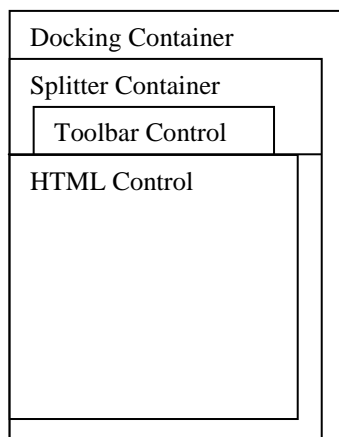 Docking Container
Splitter Container
Toolbar Control
HTML Control